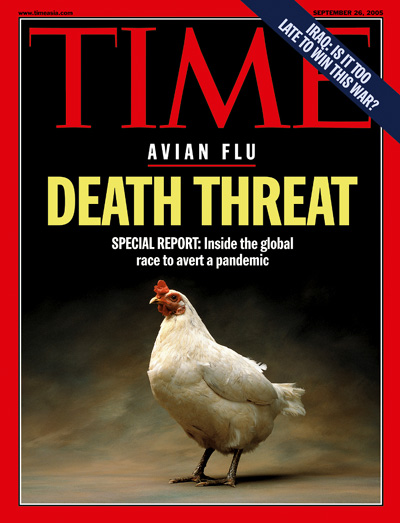 www.timeasia.com
SEPTEMBER 26, 2005
TIME
IRAQ: IS IT TOO
LATE TO WIN THIS WAR?
AVIAN FLU
DEATH THREAT
SPECIAL REPORT: Inside the global
race to avert a pandemic